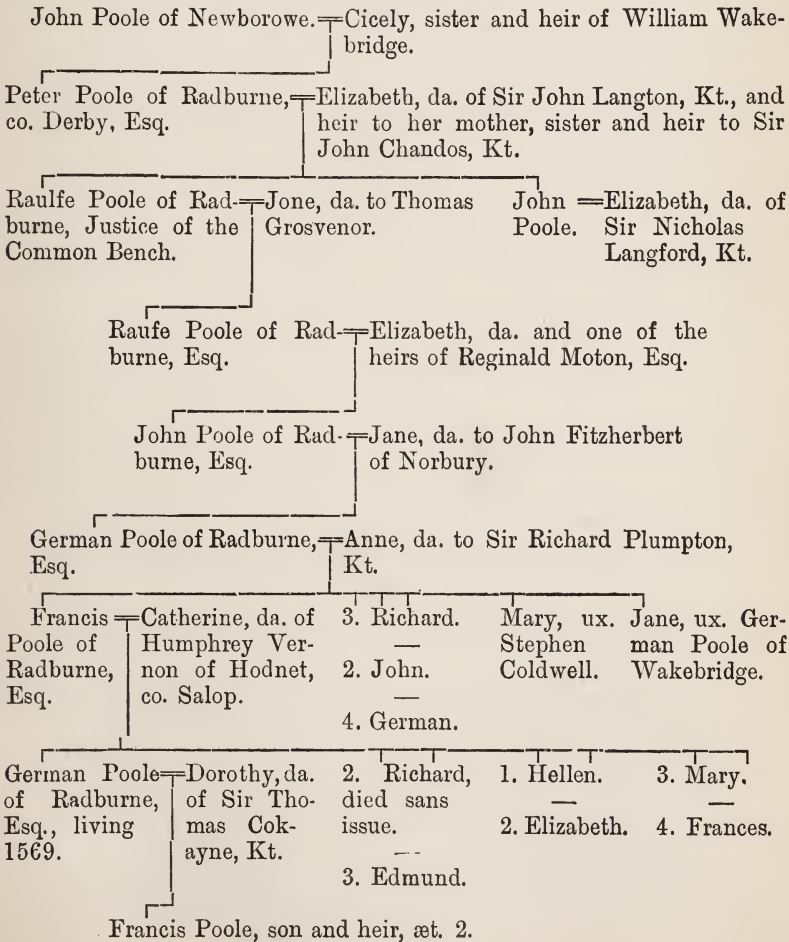 John Poole of Newborowe.
Cicely, sister and heir of William Wake-
bridge.
Peter Poole of Radburne,
co. Derby, Esq.
Elizabeth, da. of Sir John Langton, Kt., and
heir to her mother, sister and heir to Sir
John Chandos, Kt.
Raulfe Poole of Rad-
burne, Justice of the
Common Bench.
Jone, da. to Thomas
Grosvenor.
John
Poole.
Elizabeth, da. of
Sir Nicholas
Langford, Kt.
Raufe Poole of Rad-
burne, Esq.
Elizabeth, da. and one of the
heirs of Reginald Moton, Esq.
John Poole of Rad-
burne, Esq.
Jane, da. to John Fitzherbert
of Norbury.
German Poole of Radburne,
Esq.
Anne, da. to Sir Richard Plumpton,
Kt.
Francis
Poole of
Radburne,
Esq.
Catherine, da. of
Humphrey Ver-
non of Hodnet,
co. Salop.
3. Richard.
—
2. John.
—
4. German.
Mary, ux.
Stephen
Coldwell.
Jane, ux. Ger-
man Poole of
Wakebridge.
German Poole
of Radburne,
Esq., living
1569.
Dorothy, da.
of Sir Tho-
mas Cok-
ayne, Kt.
2. Richard,
died sans
issue.
—
3. Edmund.
1. Hellen.
—
2. Elizabeth.
3. Mary.
—
4. Frances.
Francis Poole, son and heir, æt. 2.